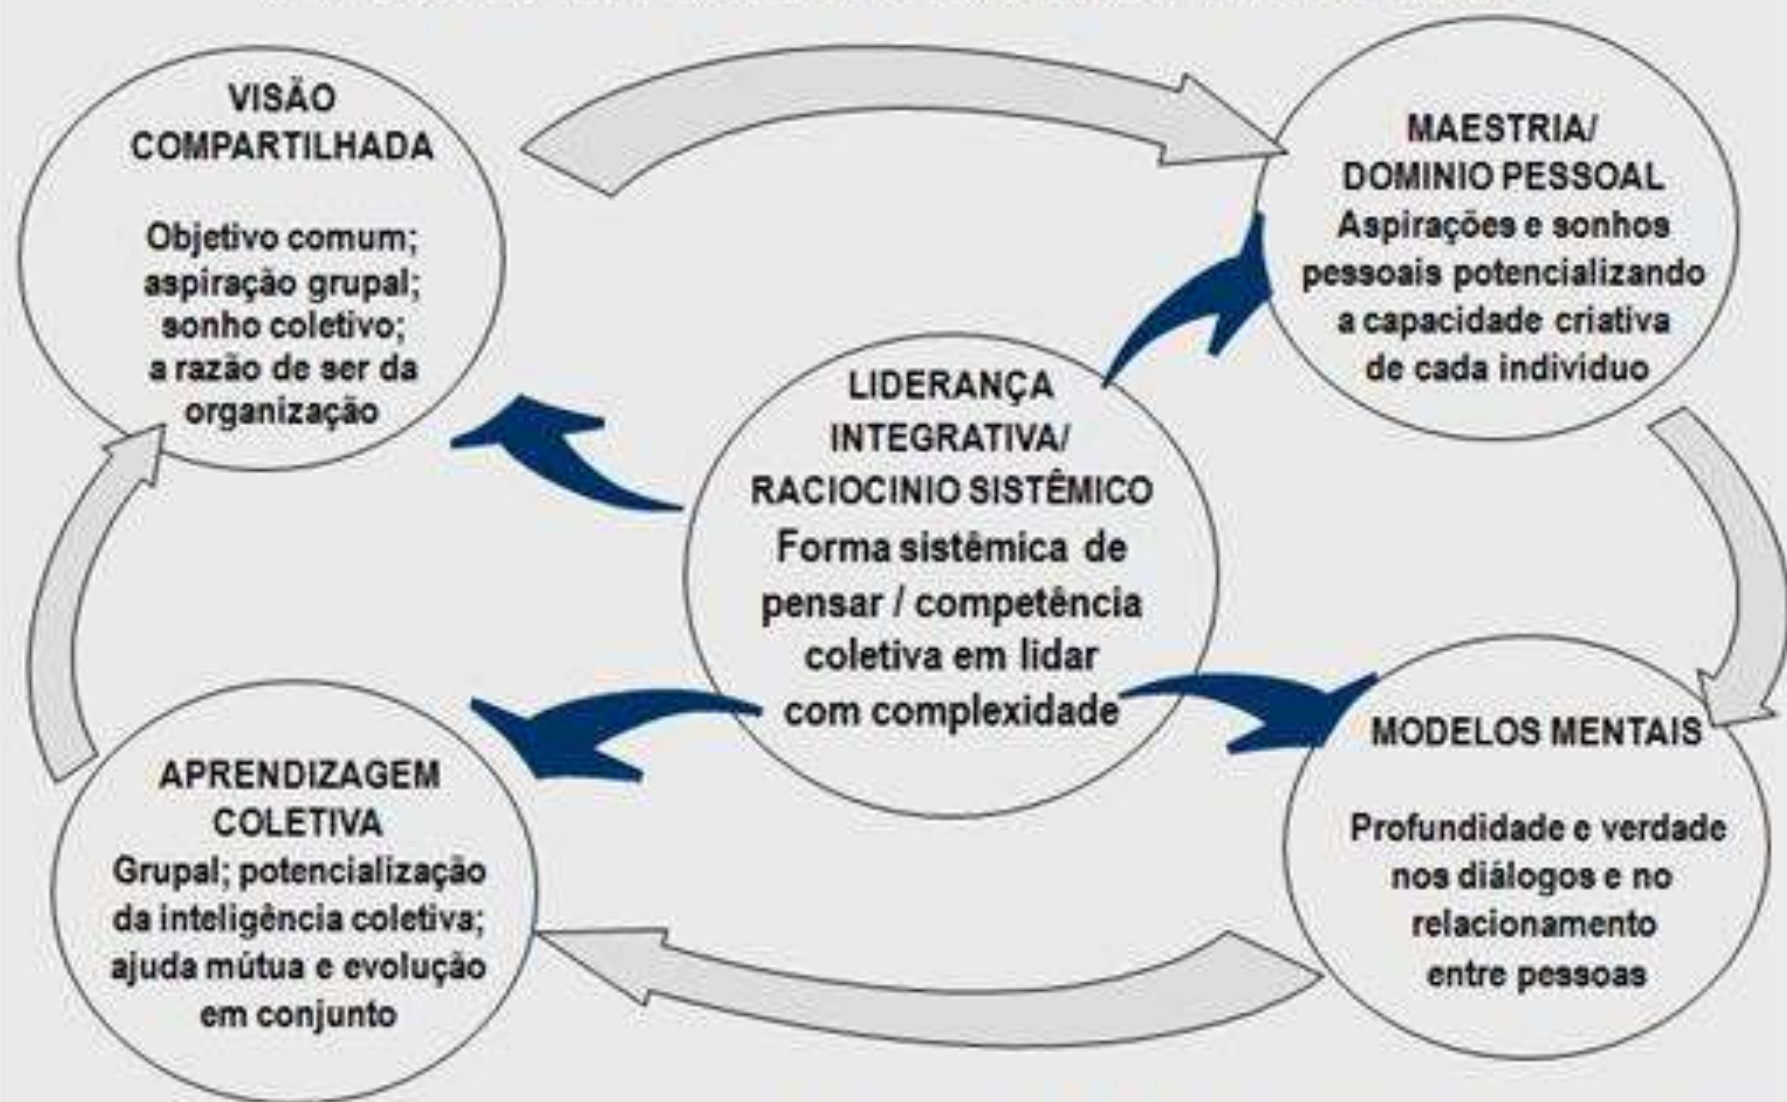 VISÃO
COMPARTILHADA
Objetivo comum;
aspiração grupal;
sonho coletivo;
a razão de ser da
organização
MAESTRIA/
DOMINIO PESSOAL
Aspirações e sonhos
pessoais potencializando
a capacidade criativa
de cada indivíduo
LIDERANÇA
INTEGRATIVA/
RACIOCINIO SISTÊMICO
Forma sistêmica de
pensar / competência
coletiva em lidar
com complexidade
APRENDIZAGEM
COLETIVA
Grupal; potencialização
da inteligência coletiva;
ajuda mútua e evolução
em conjunto
MODELOS MENTAIS
Profundidade e verdade
nos diálogos e no
relacionamento
entre pessoas